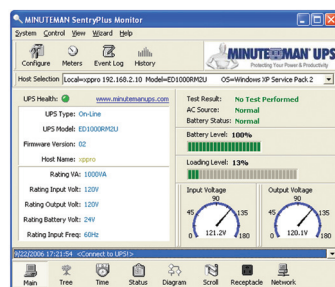 MINUTEMAN SentryPlus Monitor
System Control View Wizard Help
Configure Meters Event Log History
MINUTEMAN UPS
Protecting Your Power & Productivity
Host Selection Local=xppro 192.168.2.10 Model=ED1000RM2U OS=Windows XP Service Pack 2
UPS Health: www.minutemanups.com
UPS Type: On-Line
UPS Model: ED1000RM2U
Firmware Version: 02
Host Name: xppro
Rating VA: 1000VA
Rating Input Volt: 120V
Rating Output Volt: 120V
Rating Battery Volt: 24V
Rating Input Freq: 60Hz
Test Result: No Test Performed
AC Source: Normal
Battery Status: Normal
Battery Level: 100%
Loading Level: 13%
Input Voltage
90
45 135
0 121.2V 180
Output Voltage
90
45 135
0 120.1V 180
9/22/2006 17:21:54 <Connect to UPS!>
Main Tree Time Status Diagram Scroll Receptacle Network